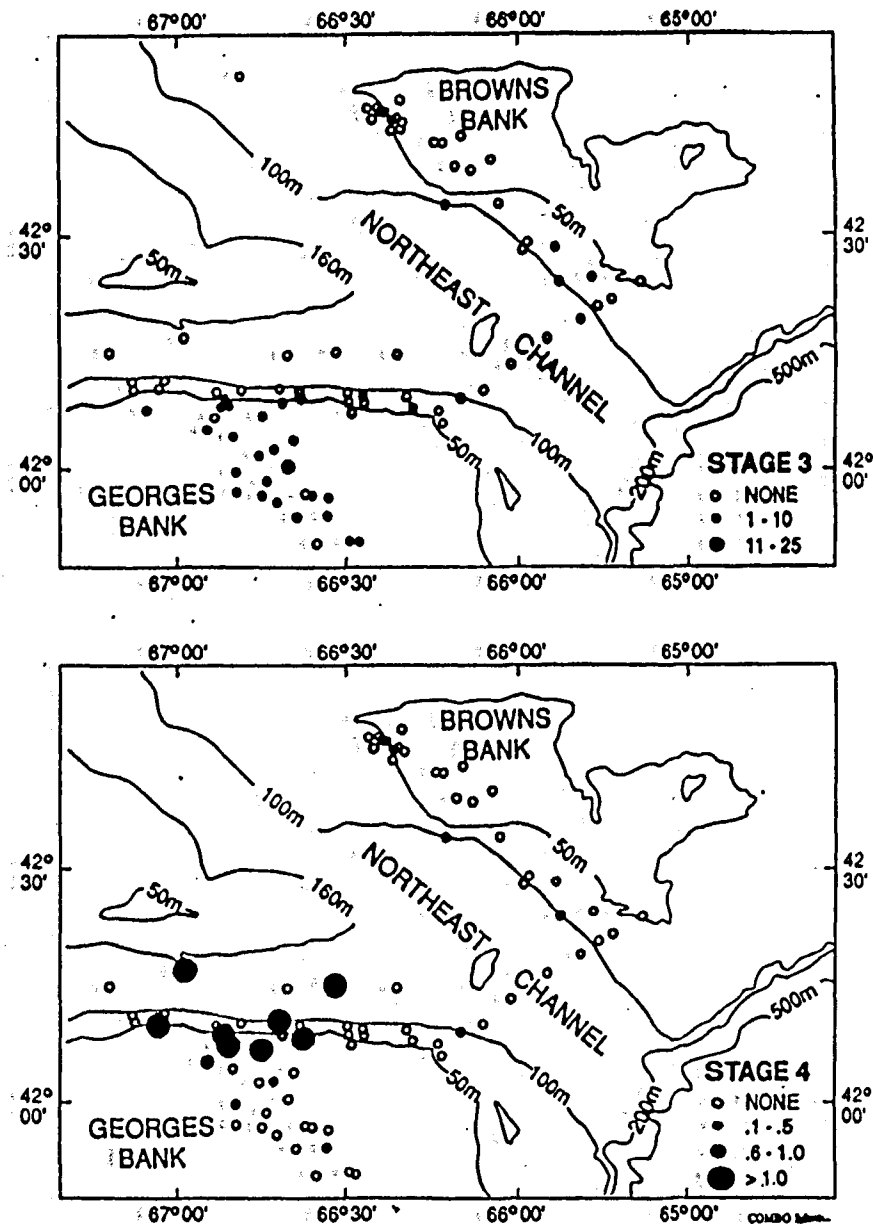 67°00' 66°30' 66°00' 65°00'
BROWNS
BANK
100m
50m
42°
30'
42
30'
NORTHEAST
CHANNEL
50m
160m
500m
50m
100m
200m
42°
00'
42°
00'
GEORGES
BANK
STAGE 3
NONE
1 - 10
11 - 25
67°00' 66°30' 66°00' 65°00'
67°00' 66°30' 66°00' 65°00'
BROWNS
BANK
100m
50m
42°
30'
42
30'
NORTHEAST
CHANNEL
50m
160m
500m
50m
100m
200m
42°
00'
42°
00'
GEORGES
BANK
STAGE 4
NONE
.1 - .5
.6 - 1.0
>1.0
67°00' 66°30' 66°00' 65°00'
COMBO